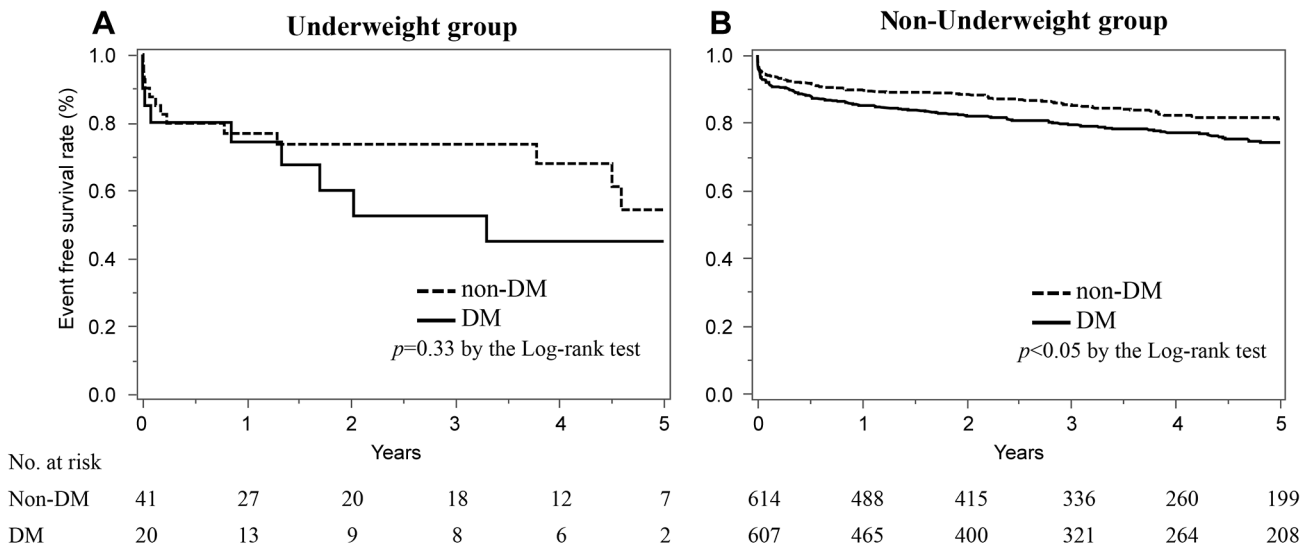 A Underweight group
Event free survival rate (%)
1.0
0.8
0.6
0.4
0.2
0.0
non-DM
DM
p=0.33 by the Log-rank test
0 1 2 3 4 5
Years
B Non-Underweight group
1.0
0.8
0.6
0.4
0.2
0.0
non-DM
DM
p<0.05 by the Log-rank test
0 1 2 3 4 5
Years
No. at risk
Non-DM 41 27 20 18 12 7 614 488 415 336 260 199
DM 20 13 9 8 6 2 607 465 400 321 264 208